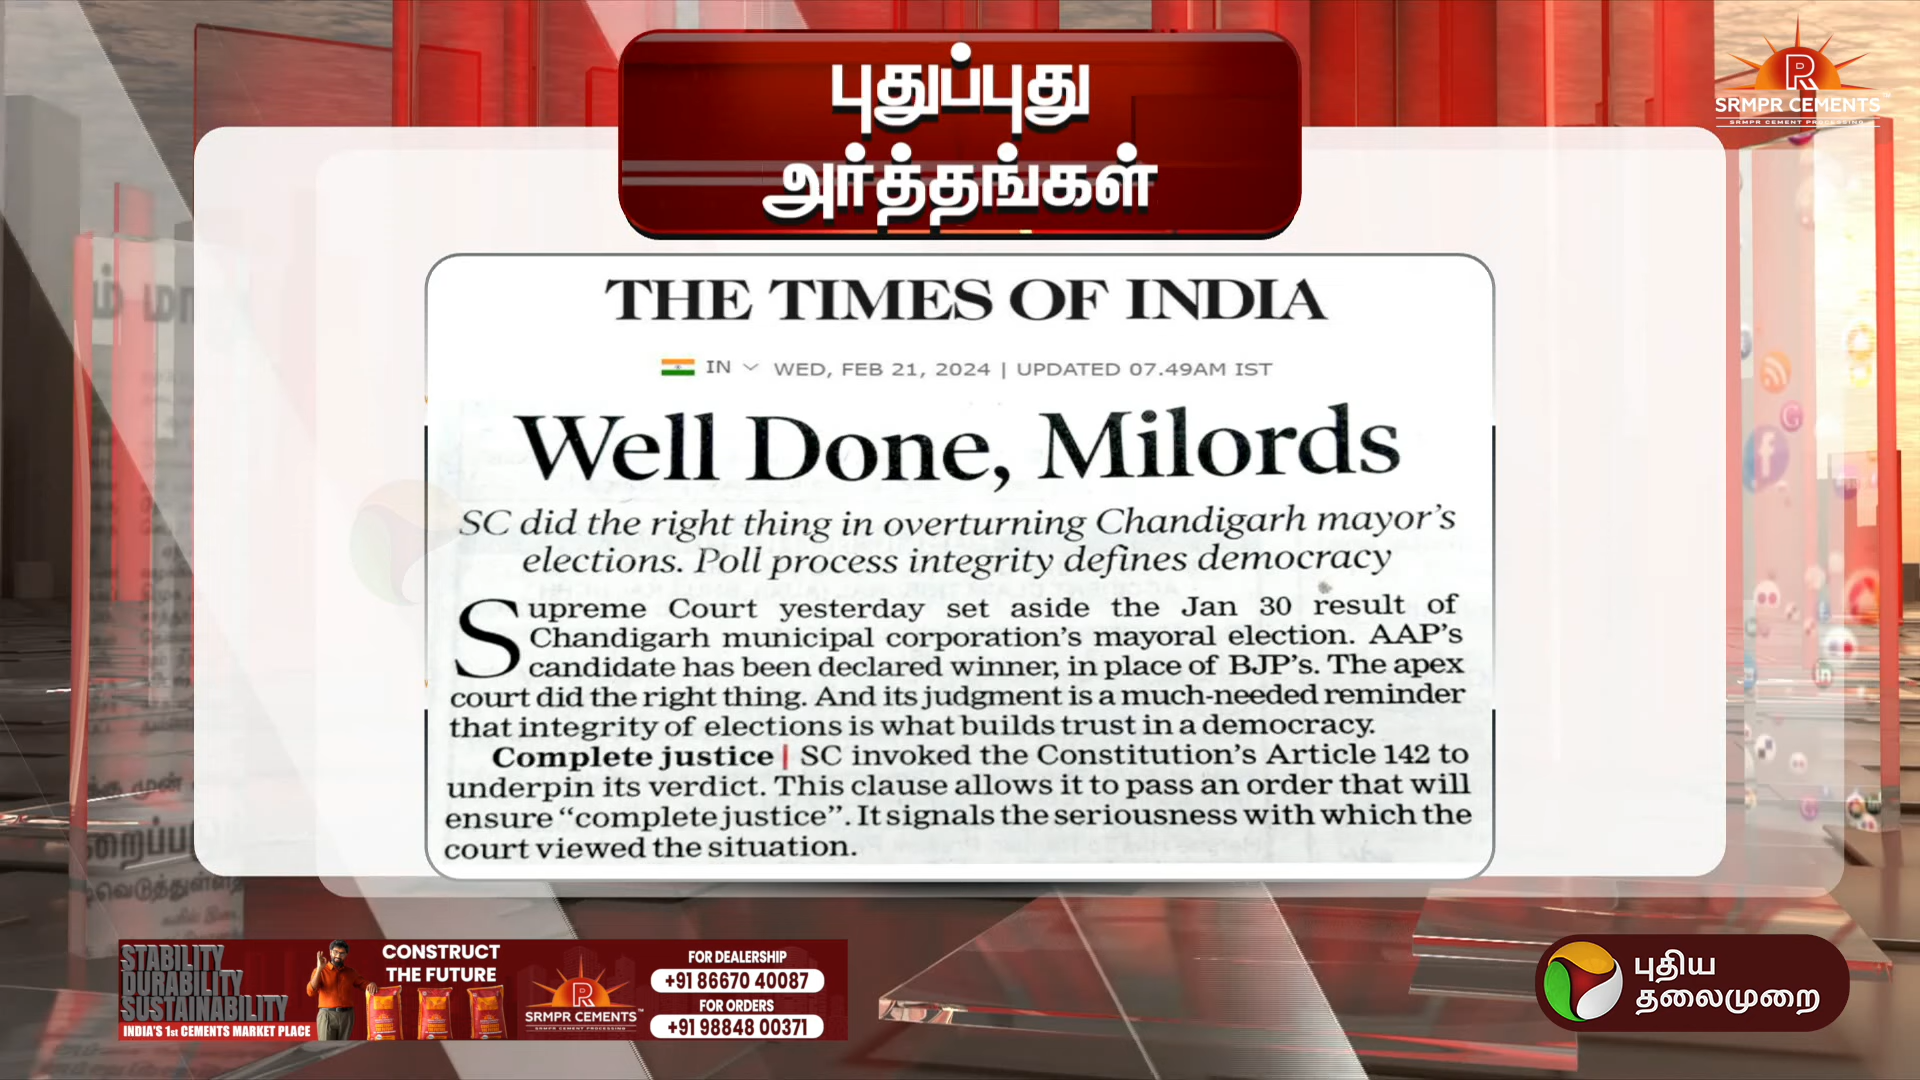 புதுப்புது
அர்த்தங்கள்
R
SRMPR CEMENTS
SRMPR CEMENT PROCESSING
THE TIMES OF INDIA
IN WED, FEB 21, 2024 | UPDATED 07.49AM IST
Well Done, Milords
SC did the right thing in overturning Chandigarh mayor's
elections. Poll process integrity defines democracy
Supreme Court yesterday set aside the Jan 30 result of
Chandigarh municipal corporation's mayoral election. AAP's
candidate has been declared winner, in place of BJP's. The apex
court did the right thing. And its judgment is a much-needed reminder
that integrity of elections is what builds trust in a democracy.
Complete justice | SC invoked the Constitution's Article 142 to
underpin its verdict. This clause allows it to pass an order that will
ensure "complete justice". It signals the seriousness with which the
court viewed the situation.
STABILITY
DURABILITY
SUSTAINABILITY
INDIA'S 1st CEMENTS MARKET PLACE
CONSTRUCT
THE FUTURE
R
SRMPR CEMENTS™
SRMPR CEMENT PROCESSING
FOR DEALERSHIP
+91 86670 40087
FOR ORDERS
+91 98848 00371
புதிய
தலைமுறை